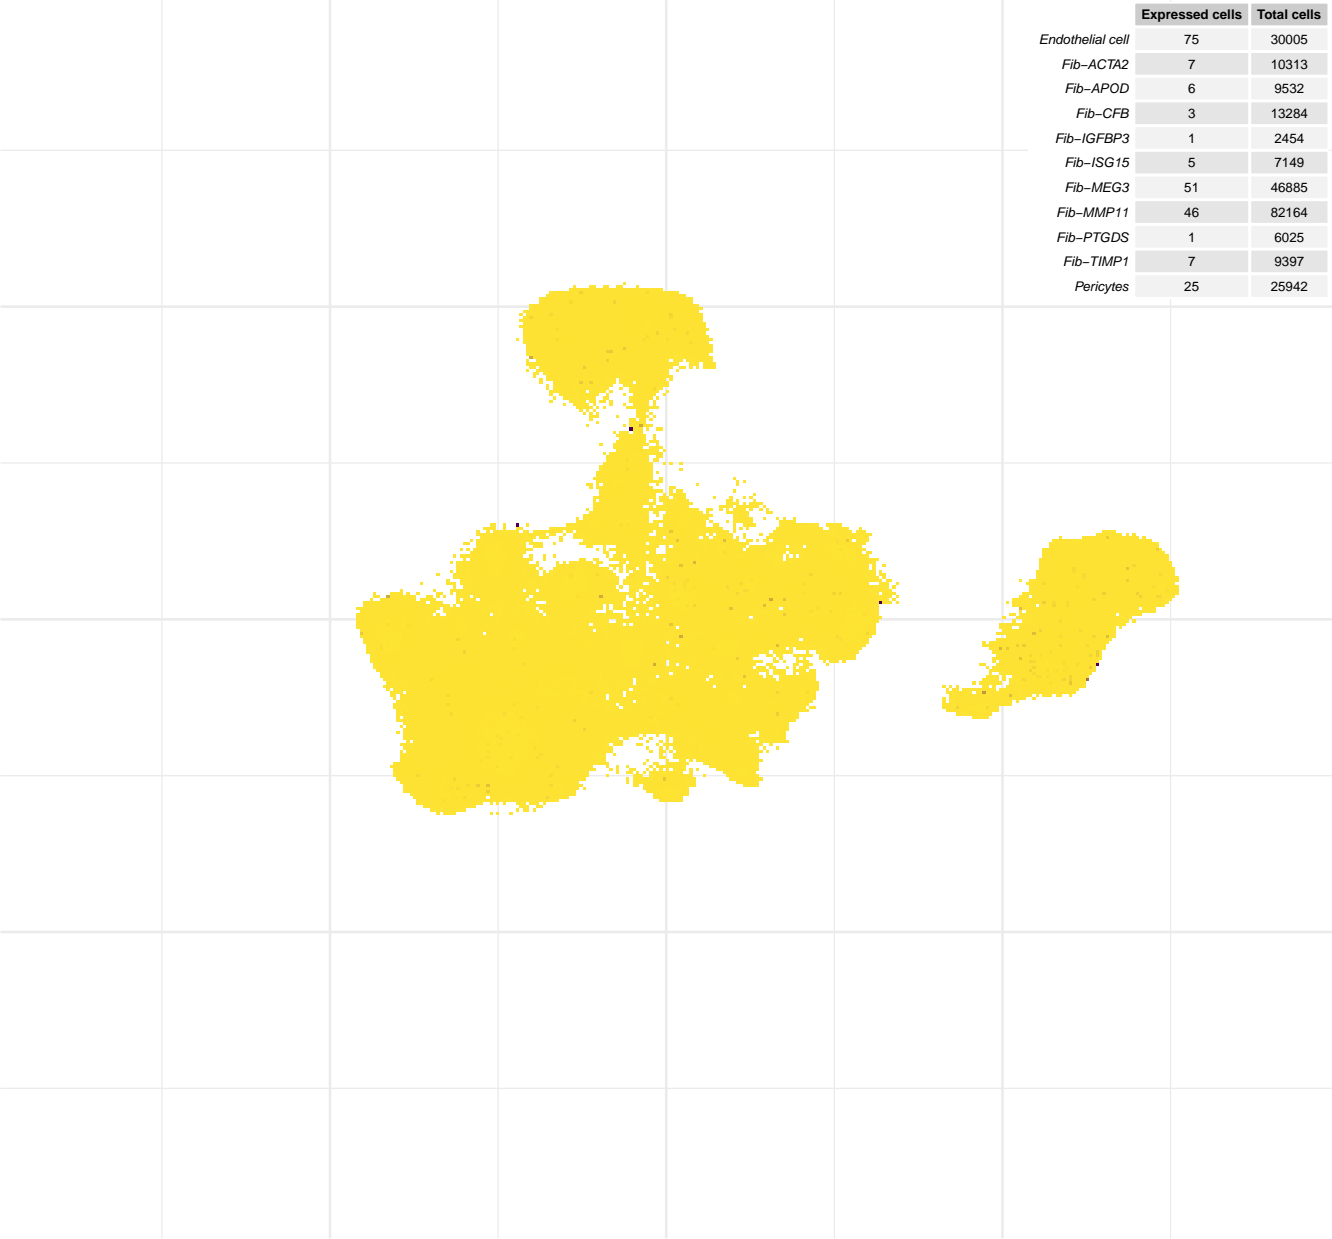 Expressed cells Total cells
Endothelial cell 75 30005
Fib−ACTA2 7 10313
Fib−APOD 6 9532
Fib−CFB 3 13284
Fib−IGFBP3 1 2454
Fib−ISG15 5 7149
Fib−MEG3 51 46885
Fib−MMP11 46 82164
Fib−PTGDS 1 6025
Fib−TIMP1 7 9397
Pericytes 25 25942